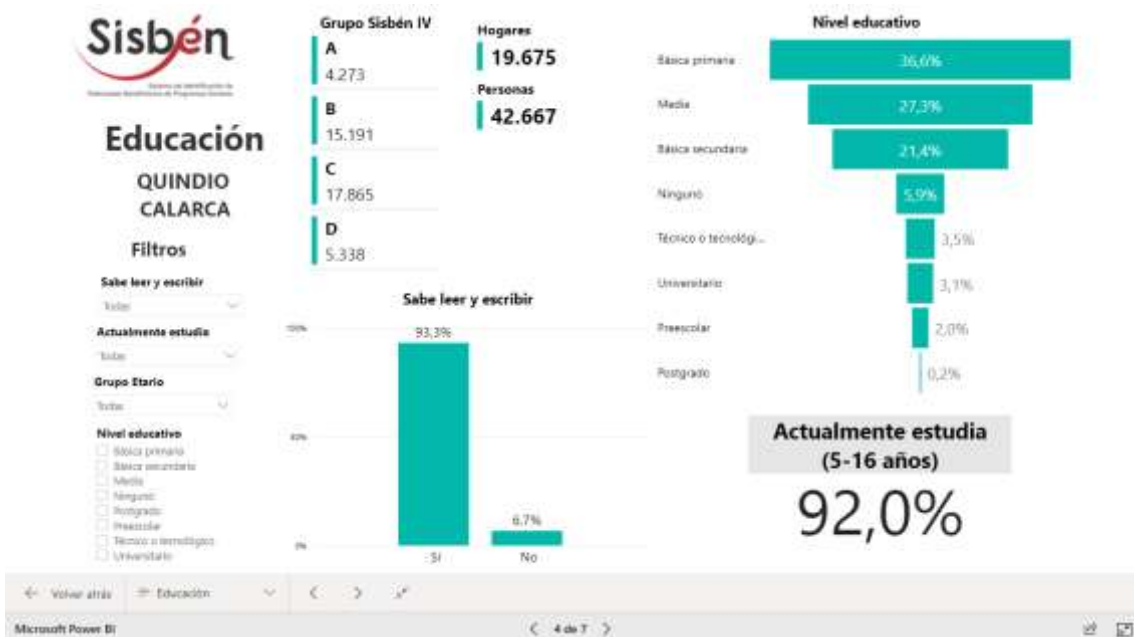 Sisbén
Educación
QUINDIO
CALARCA
Filtros
Sabe leer y escribir
Todas
Actualmente estudia
Todas
Grupo Etario
Todas
Nivel educativo
Básica primaria
Básica secundaria
Media
Ninguno
Postgrado
Preescolar
Técnico o tecnológico
Universitario
Grupo Sisbén IV
A
4.273
B
15.191
C
17.865
D
5.338
Hogares
19.675
Personas
42.667
Sabe leer y escribir
100%
50%
0%
93,3%
6,7%
Sí
No
Nivel educativo
Básica primaria
36,6%
Media
27,3%
Básica secundaria
21,4%
Ninguno
5,9%
Técnico o tecnológi...
3,5%
Universitario
3,1%
Preescolar
2,0%
Postgrado
0,2%
Actualmente estudia
(5-16 años)
92,0%
Volver atrás
Educación
Microsoft Power BI
4 de 7